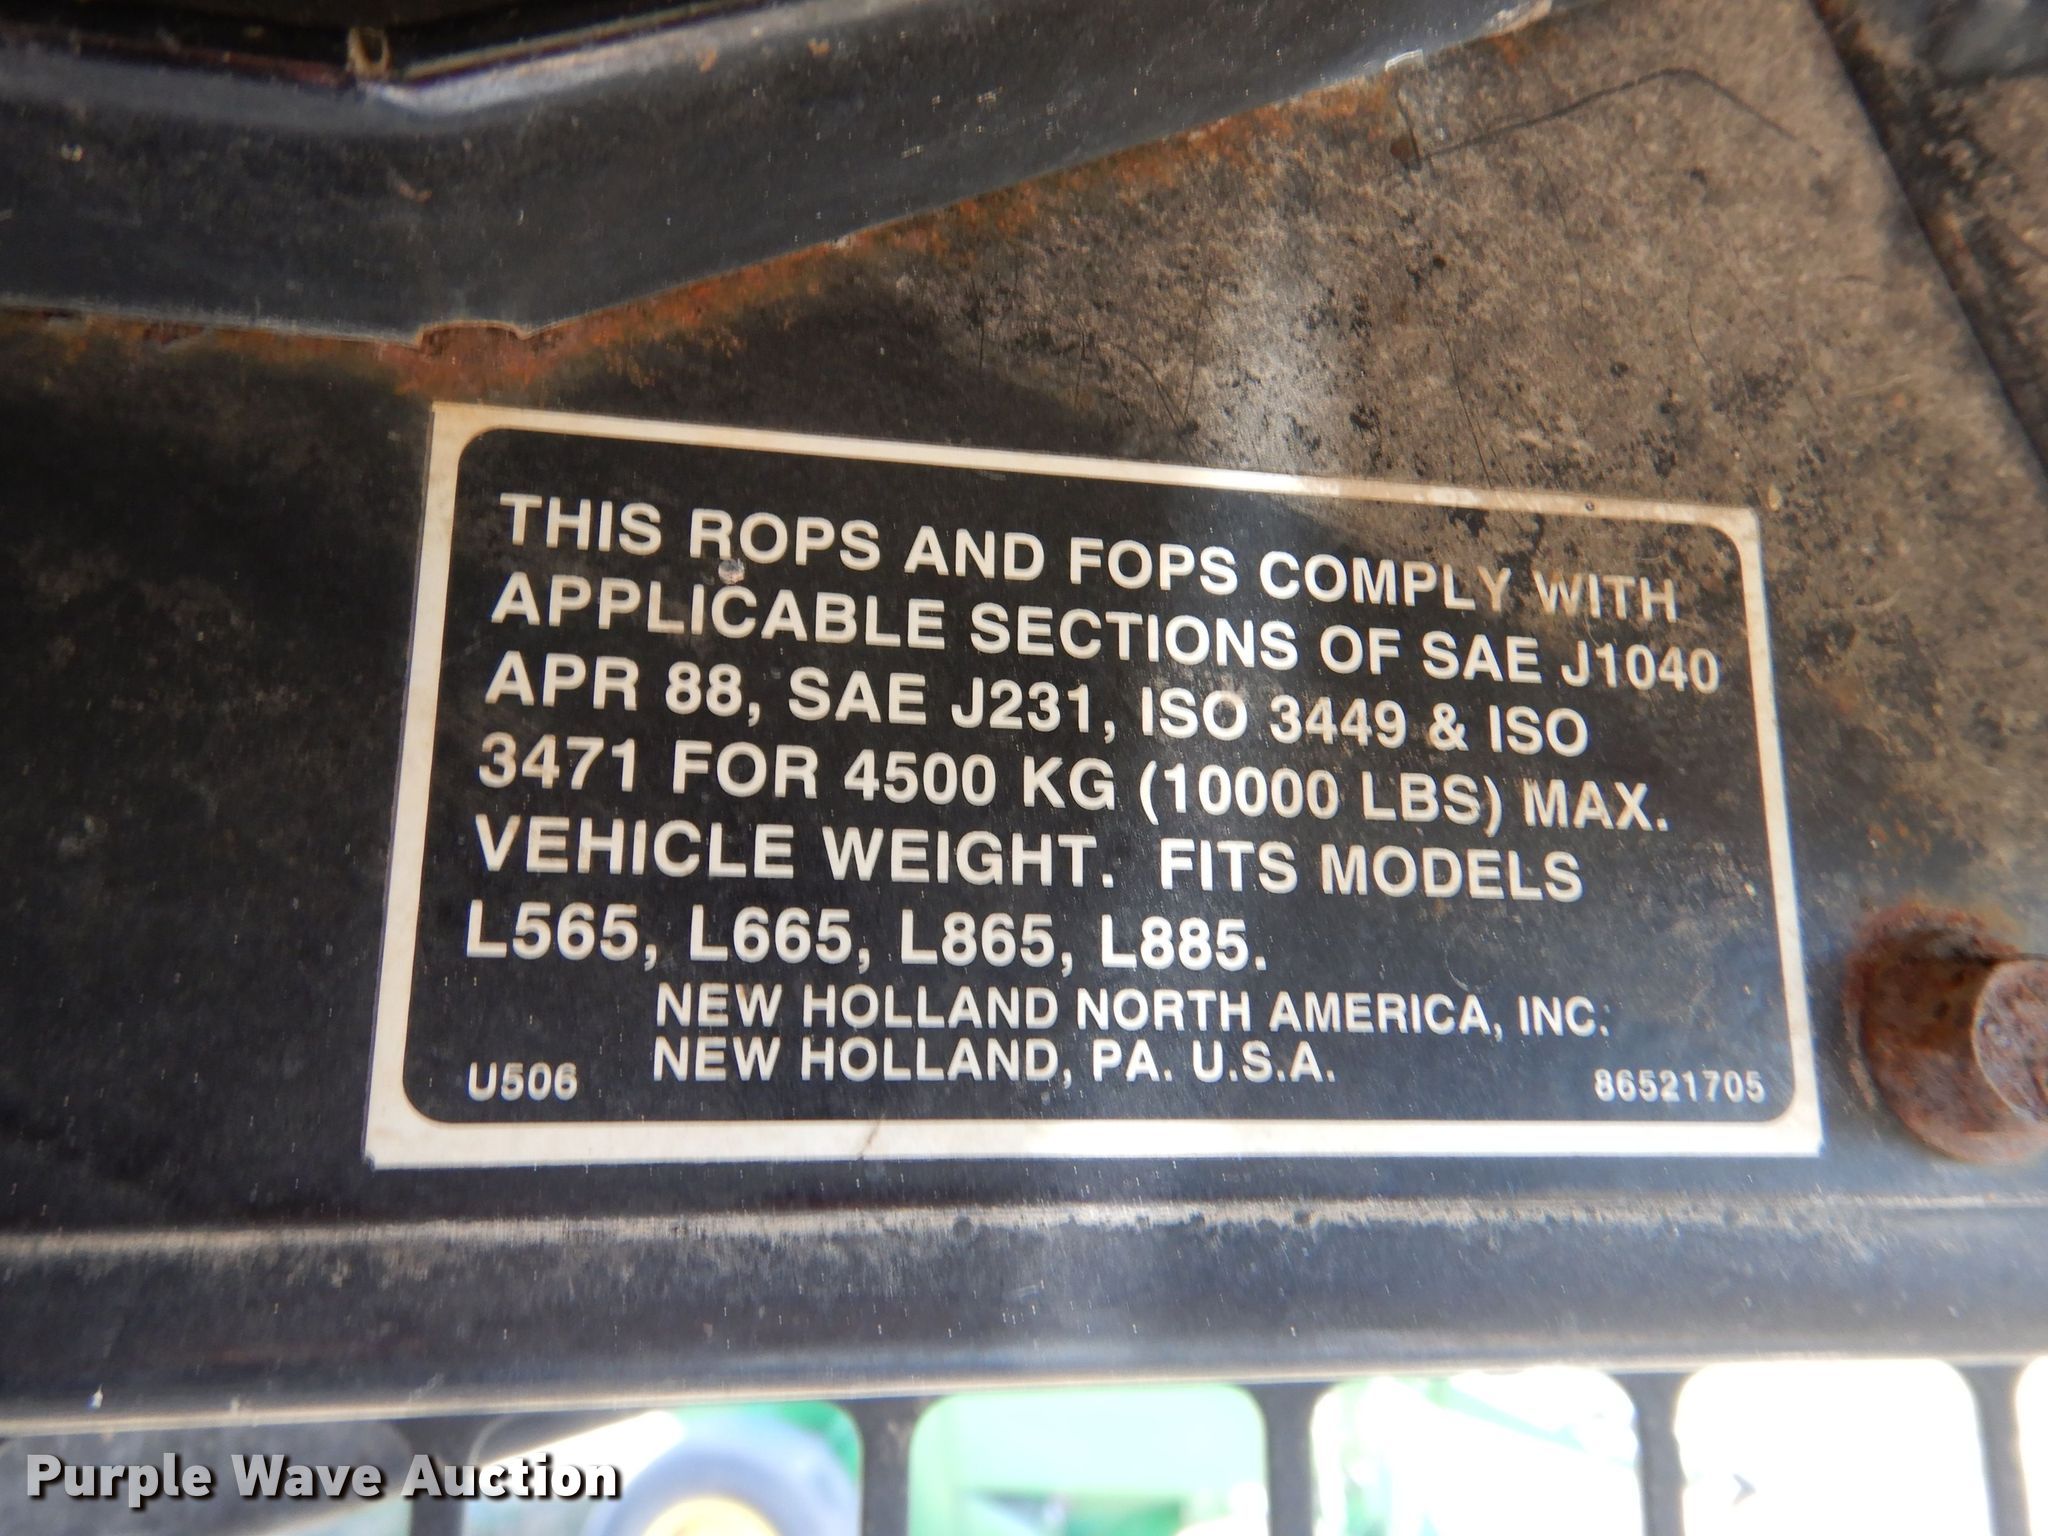 THIS ROPS AND FOPS COMPLY WITH
APPLICABLE SECTIONS OF SAE J1040
APR 88, SAE J231, ISO 3449 & ISO
3471 FOR 4500 KG (10000 LBS) MAX.
VEHICLE WEIGHT. FITS MODELS
L565, L665, L865, L885.
NEW HOLLAND NORTH AMERICA, INC.
NEW HOLLAND, PA. U.S.A.
U506
86521705
Purple Wave Auction